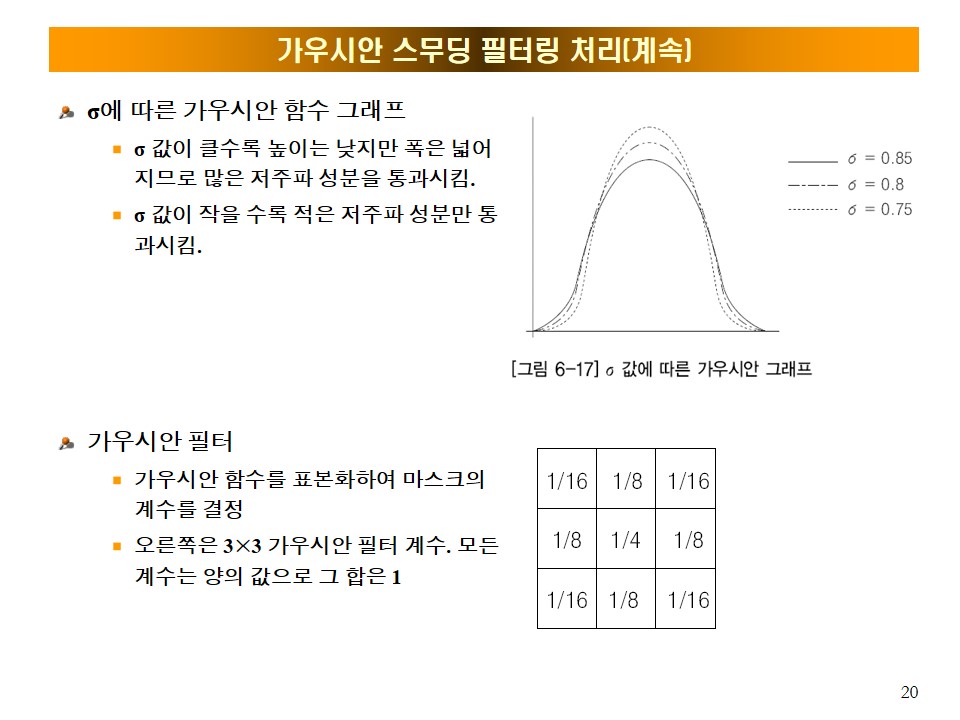 가우시안 스무딩 필터링 처리(계속)
σ에 따른 가우시안 함수 그래프
σ 값이 클수록 높이는 낮지만 폭은 넓어
지므로 많은 저주파 성분을 통과시킴.
σ 값이 작을 수록 적은 저주파 성분만 통
과시킴.
σ = 0.85
σ = 0.8
σ = 0.75
[그림 6-17] σ 값에 따른 가우시안 그래프
가우시안 필터
가우시안 함수를 표본화하여 마스크의
계수를 결정
오른쪽은 3×3 가우시안 필터 계수. 모든
계수는 양의 값으로 그 합은 1
1/16 1/8 1/16
1/8 1/4 1/8
1/16 1/8 1/16
20